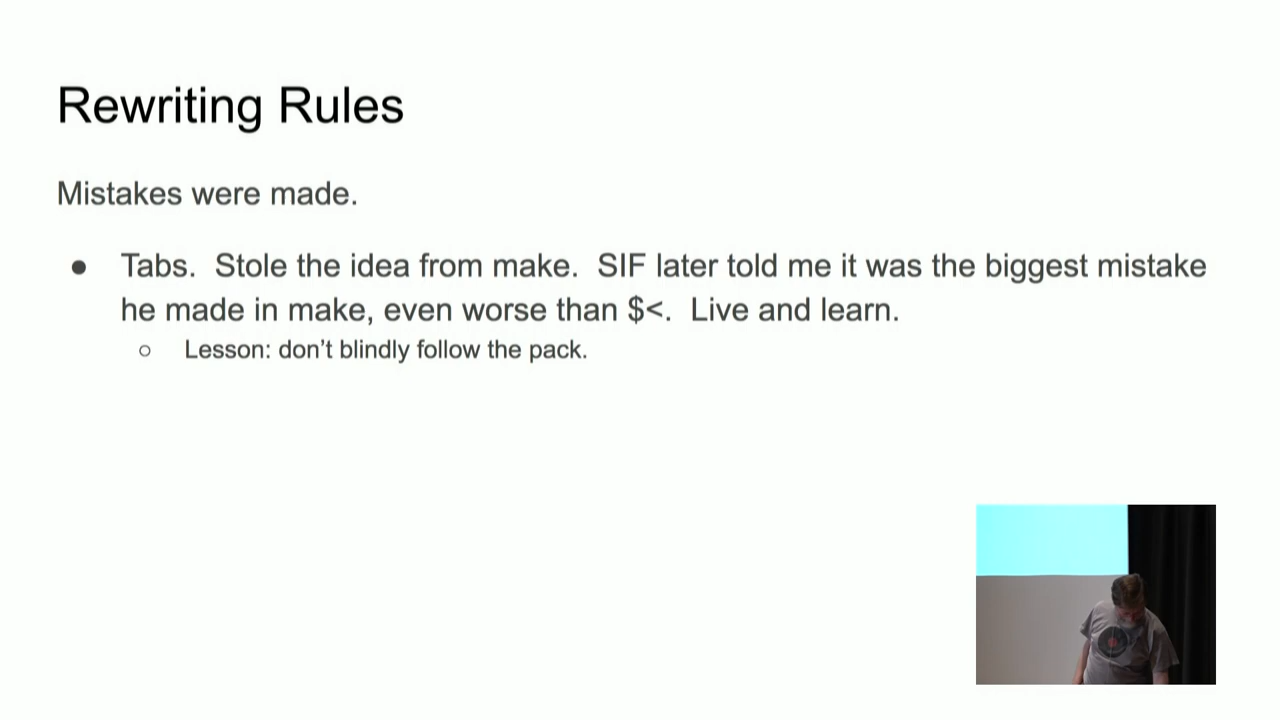 Rewriting Rules
Mistakes were made.
● Tabs. Stole the idea from make. SIF later told me it was the biggest mistake
he made in make, even worse than $<. Live and learn.
○ Lesson: don’t blindly follow the pack.